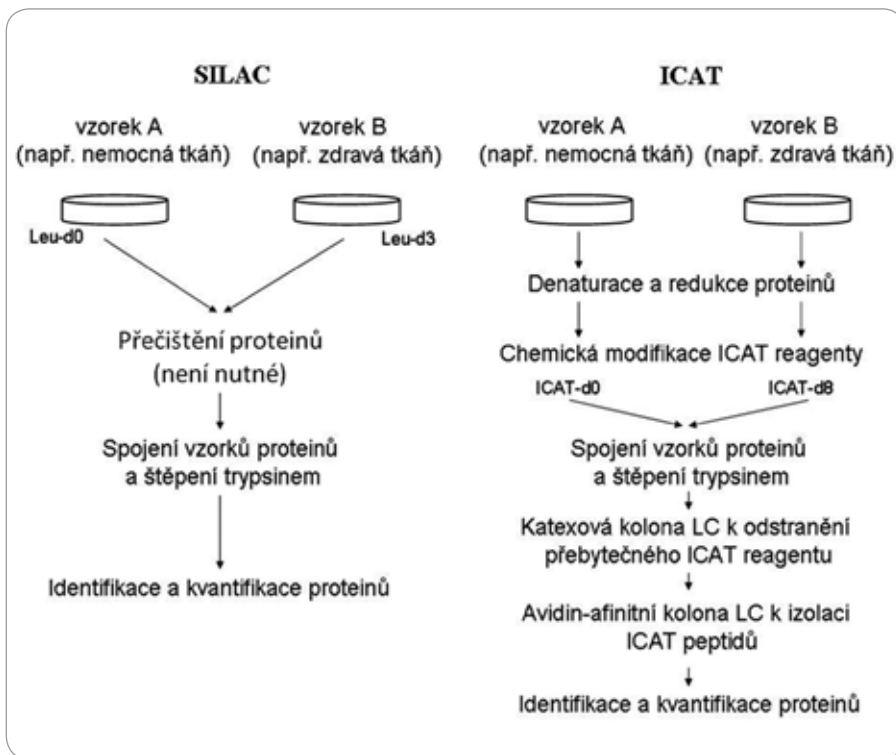 SILAC
vzorek A
(např. nemocná tkáň)
vzorek B
(např. zdravá tkáň)
Leu-d0
Leu-d3
Přečištění proteinů
(není nutné)
Spojení vzorků proteinů
a štěpení trypsinem
Identifikace a kvantifikace proteinů
ICAT
vzorek A
(např. nemocná tkáň)
vzorek B
(např. zdravá tkáň)
Denaturace a redukce proteinů
Chemická modifikace ICAT reagenty
ICAT-d0
ICAT-d8
Spojení vzorků proteinů
a štěpení trypsinem
Katexová kolona LC k odstranění
přebytečného ICAT reagentu
Avidin-afinitní kolona LC k izolaci
ICAT peptidů
Identifikace a kvantifikace proteinů